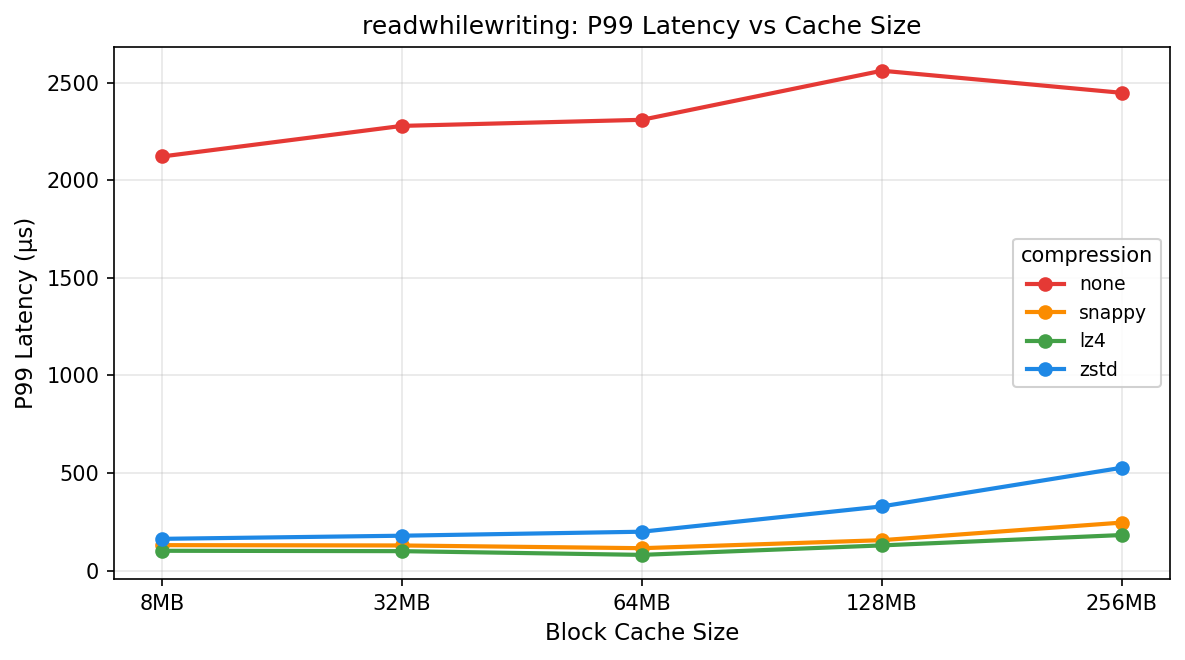 readwhilewriting: P99 Latency vs Cache Size
P99 Latency (µs)
2500
2000
1500
1000
500
0
compression
none
snappy
lz4
zstd
8MB 32MB 64MB 128MB 256MB
Block Cache Size